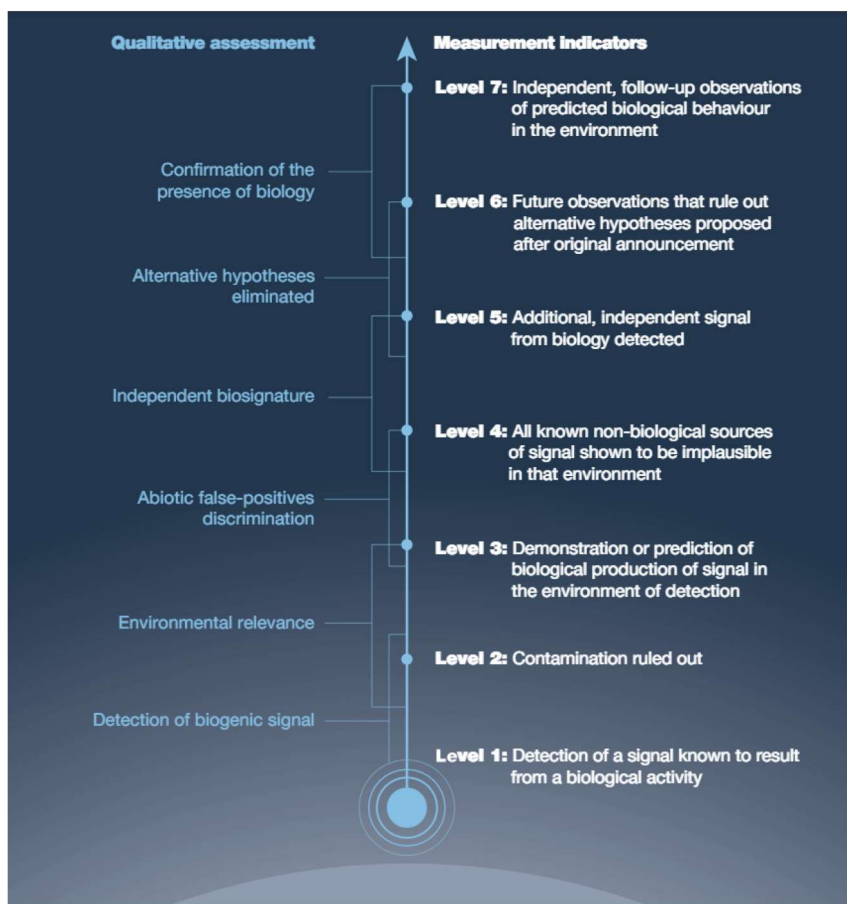 Qualitative assessment
Measurement indicators
Level 7: Independent, follow-up observations
of predicted biological behaviour
in the environment
Confirmation of the
presence of biology
Level 6: Future observations that rule out
alternative hypotheses proposed
after original announcement
Alternative hypotheses
eliminated
Level 5: Additional, independent signal
from biology detected
Independent biosignature
Level 4: All known non-biological sources
of signal shown to be implausible
in that environment
Abiotic false-positives
discrimination
Level 3: Demonstration or prediction of
biological production of signal in
the environment of detection
Environmental relevance
Level 2: Contamination ruled out
Detection of biogenic signal
Level 1: Detection of a signal known to result
from a biological activity